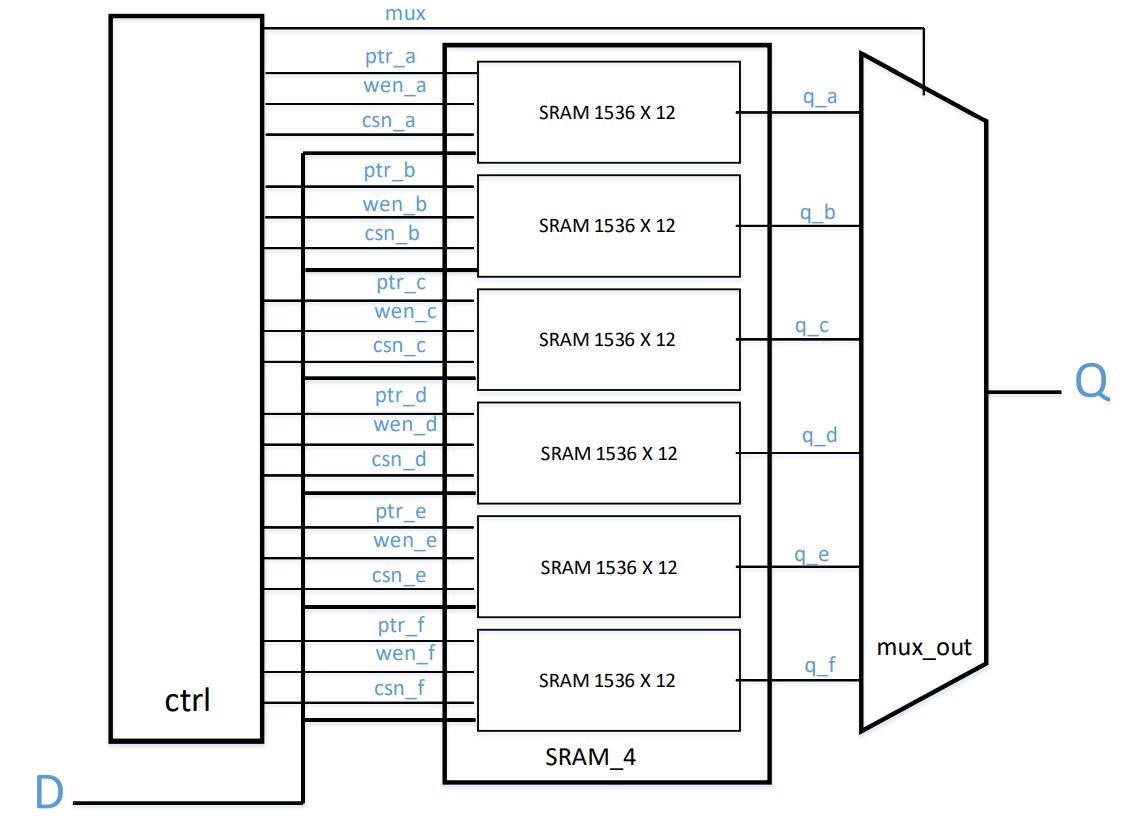 mux
ptr_a
wen_a
csn_a
ptr_b
wen_b
csn_b
ptr_c
wen_c
csn_c
ptr_d
wen_d
csn_d
ptr_e
wen_e
csn_e
ptr_f
wen_f
csn_f
ctrl
D
SRAM 1536 X 12
SRAM 1536 X 12
SRAM 1536 X 12
SRAM 1536 X 12
SRAM 1536 X 12
SRAM 1536 X 12
SRAM_4
q_a
q_b
q_c
q_d
q_e
q_f
mux_out
Q